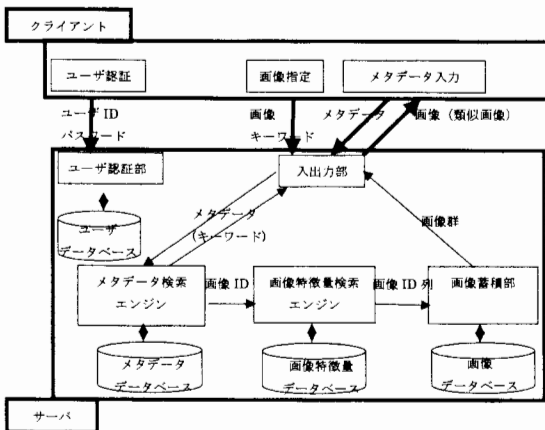 クライアント
ユーザ認証
画像指定
メタデータ入力
ユーザID
パスワード
画像
キーワード
メタデータ
画像（類似画像）
ユーザ認証部
入出力部
ユーザ
データベース
メタデータ
(キーワード)
画像群
メタデータ検索
エンジン
画像ID
画像特徴量検索
エンジン
画像ID列
画像蓄積部
メタデータ
データベース
画像特徴量
データベース
画像
データベース
サーバ